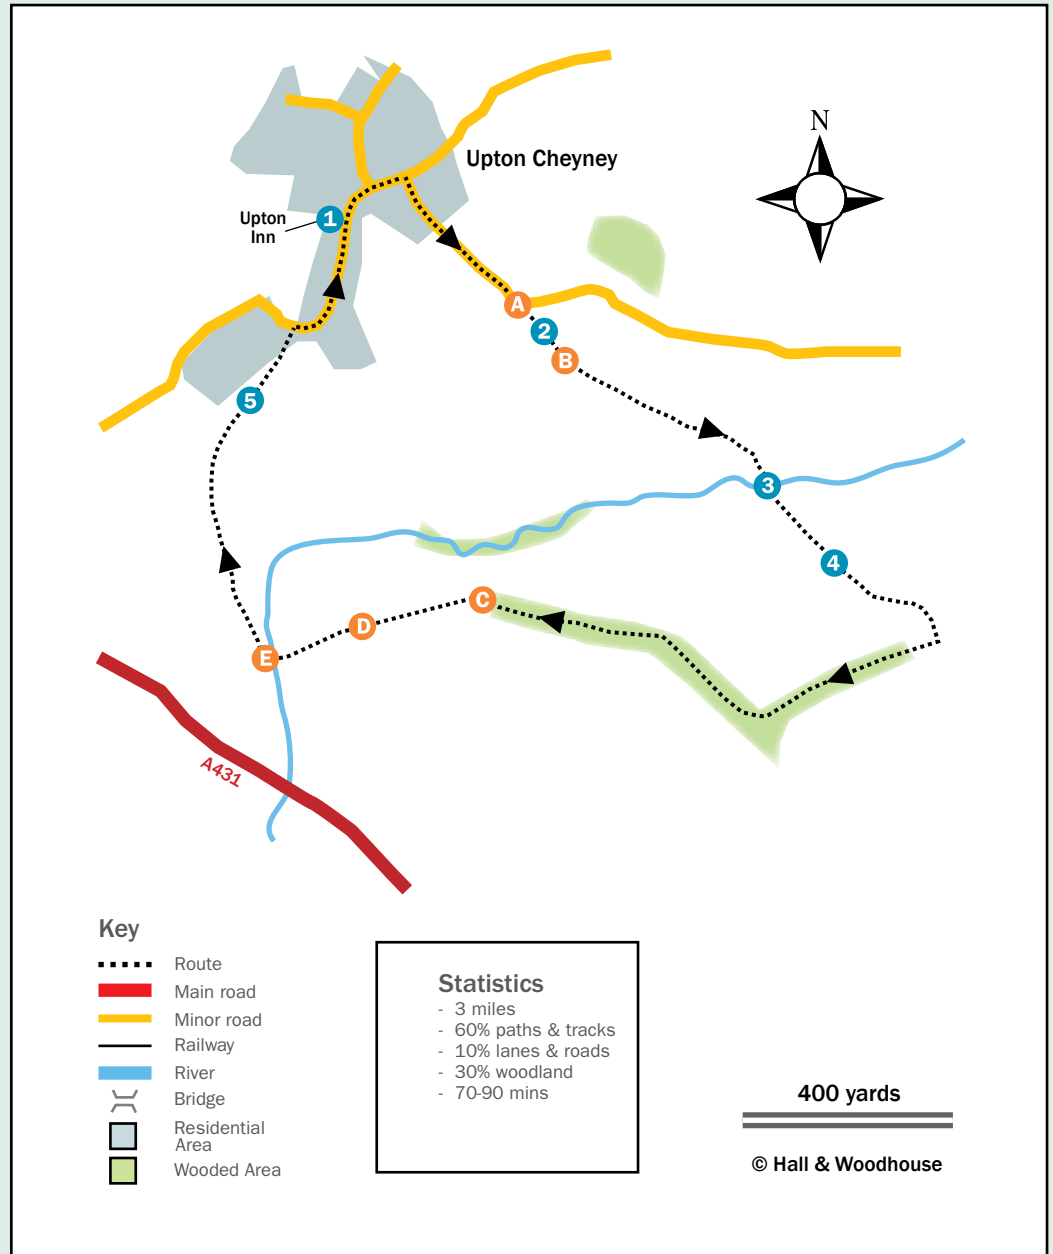 N
Upton Cheyney
Upton
Inn
1
A
2
B
5
3
4
C
D
E
A431
Key
Route
Main road
Minor road
Railway
River
Bridge
Residential
Area
Wooded Area
Statistics
- 3 miles
- 60% paths & tracks
- 10% lanes & roads
- 30% woodland
- 70-90 mins
400 yards
© Hall & Woodhouse